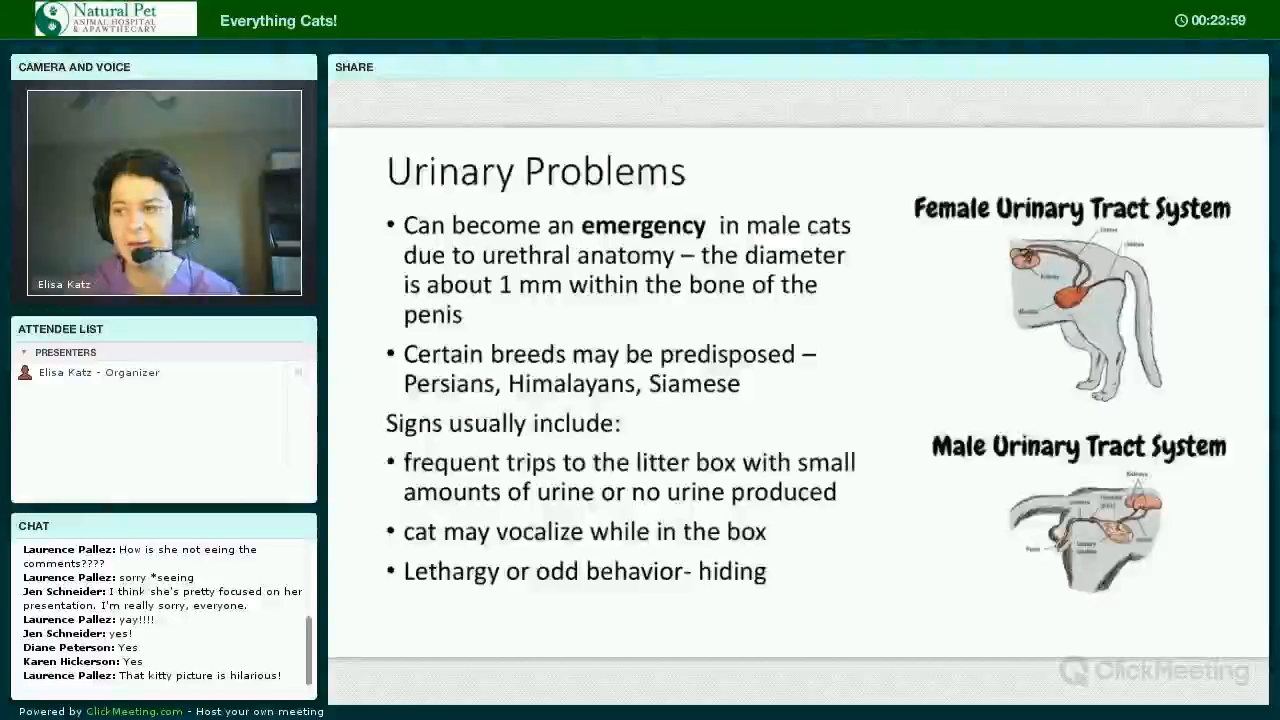 Natural Pet
ANIMAL HOSPITAL
& APAWTHECARY
Everything Cats!
00:23:59
CAMERA AND VOICE
Elisa Katz
ATTENDEE LIST
PRESENTERS
Elisa Katz - Organizer
CHAT
Laurence Pallez: How is she not eeing the
comments????
Laurence Pallez: sorry *seeing
Jen Schneider: I think she's pretty focused on her
presentation. I'm really sorry, everyone.
Laurence Pallez: yay!!!!
Jen Schneider: yes!
Diane Peterson: Yes
Karen Hickerson: Yes
Laurence Pallez: That kitty picture is hilarious!
SHARE
Urinary Problems
• Can become an emergency in male cats
due to urethral anatomy – the diameter
is about 1 mm within the bone of the
penis
• Certain breeds may be predisposed –
Persians, Himalayans, Siamese
Signs usually include:
• frequent trips to the litter box with small
amounts of urine or no urine produced
• cat may vocalize while in the box
• Lethargy or odd behavior- hiding
Female Urinary Tract System
Kidney
Male Urinary Tract System
Kidneys
ClickMeeting
Powered by ClickMeeting.com - Host your own meeting